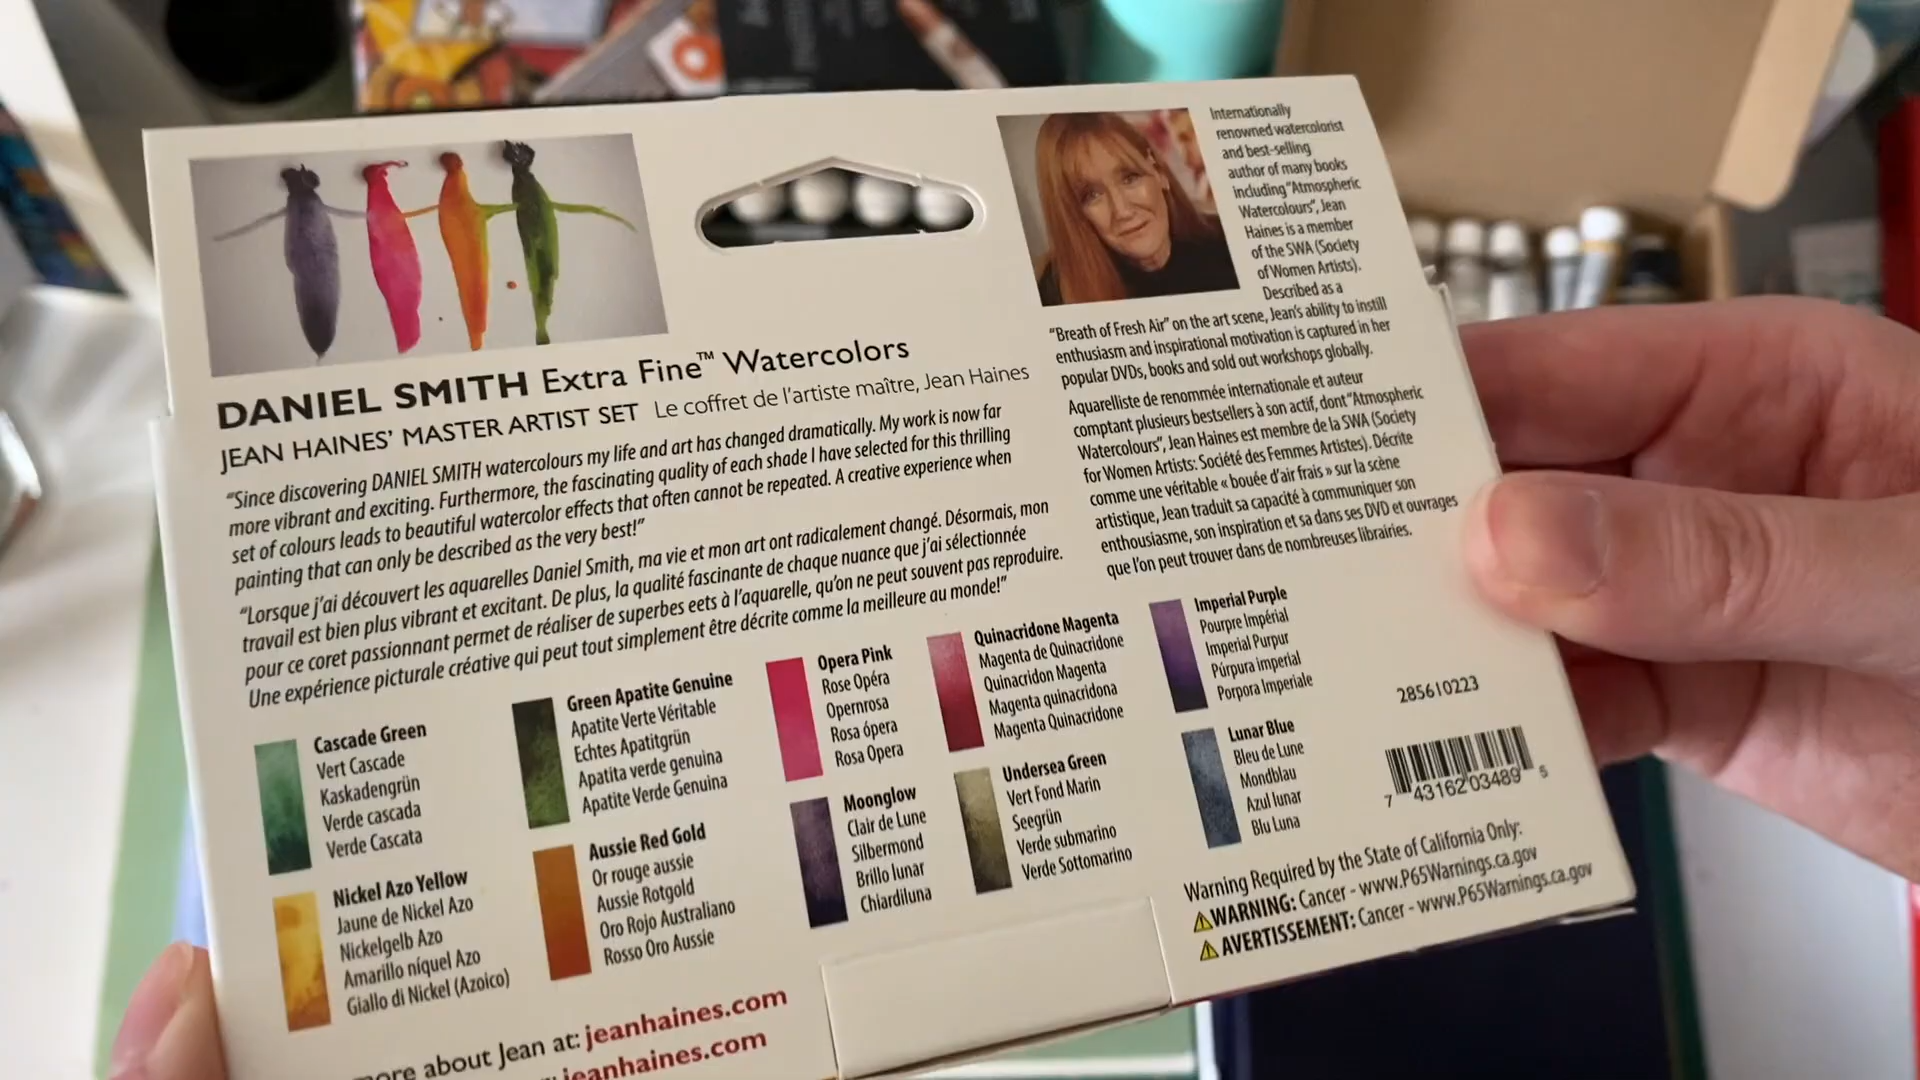 DANIEL SMITH Extra Fine™ Watercolors
JEAN HAINES' MASTER ARTIST SET Le coffret de l'artiste maître, Jean Haines
"Since discovering DANIEL SMITH watercolours my life and art has changed dramatically. My work is now far
more vibrant and exciting. Furthermore, the fascinating quality of each shade I have selected for this thrilling
set of colours leads to beautiful watercolor effects that often cannot be repeated. A creative experience when
painting that can only be described as the very best!"
"Lorsque j'ai découvert les aquarelles Daniel Smith, ma vie et mon art ont radicalement changé. Désormais, mon
travail est bien plus vibrant et excitant. De plus, la qualité fascinante de chaque nuance que j'ai sélectionnée
pour ce coret passionnant permet de réaliser de superbes eets à l'aquarelle, qu'on ne peut souvent pas reproduire.
Une expérience picturale créative qui peut tout simplement être décrite comme la meilleure au monde!"
Internationally
renowned watercolorist
and best-selling
author of many books
including "Atmospheric
Watercolours", Jean
Haines is a member
of the SWA (Society
of Women Artists).
Described as a
"Breath of Fresh Air" on the art scene, Jean's ability to instill
enthusiasm and inspirational motivation is captured in her
popular DVDs, books and sold out workshops globally.
Aquarelliste de renommée internationale et auteur
comptant plusieurs bestsellers à son actif, dont "Atmospheric
Watercolours", Jean Haines est membre de la SWA (Society
for Women Artists: Société des Femmes Artistes). Décrite
comme une véritable « bouée d'air frais » sur la scène
artistique, Jean traduit sa capacité à communiquer son
enthousiasme, son inspiration et sa dans ses DVD et ouvrages
que l'on peut trouver dans de nombreuses librairies.
Cascade Green
Vert Cascade
Kaskadengrün
Verde cascada
Verde Cascata
Nickel Azo Yellow
Jaune de Nickel Azo
Nickelgelb Azo
Amarillo níquel Azo
Giallo di Nickel (Azoico)
Green Apatite Genuine
Apatite Verte Véritable
Echtes Apatitgrün
Apatita verde genuina
Apatite Verde Genuina
Aussie Red Gold
Or rouge aussie
Aussie Rotgold
Oro Rojo Australiano
Rosso Oro Aussie
Opera Pink
Rose Opéra
Opernrosa
Rosa ópera
Rosa Opera
Moonglow
Clair de Lune
Silbermond
Brillo lunar
Chiardiluna
Quinacridone Magenta
Magenta de Quinacridone
Quinacridon Magenta
Magenta quinacridona
Magenta Quinacridone
Undersea Green
Vert Fond Marin
Seegrün
Verde submarino
Verde Sottomarino
Imperial Purple
Pourpre Impérial
Imperial Purpur
Púrpura imperial
Porpora Imperiale
Lunar Blue
Bleu de Lune
Mondblau
Azul lunar
Blu Luna
285610223
7 43162 03489 5
Warning Required by the State of California Only:
WARNING: Cancer - www.P65Warnings.ca.gov
AVERTISSEMENT: Cancer - www.P65Warnings.ca.gov
more about Jean at: jeanhaines.com
jeanhaines.com